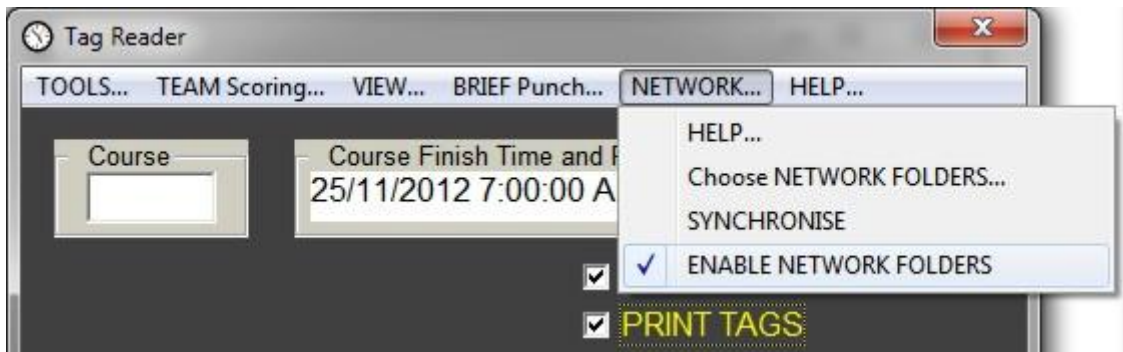 Tag Reader
TOOLS... TEAM Scoring... VIEW... BRIEF Punch... NETWORK... HELP...
HELP...
Choose NETWORK FOLDERS...
SYNCHRONISE
ENABLE NETWORK FOLDERS
Course
Course Finish Time and
25/11/2012 7:00:00 A
PRINT TAGS